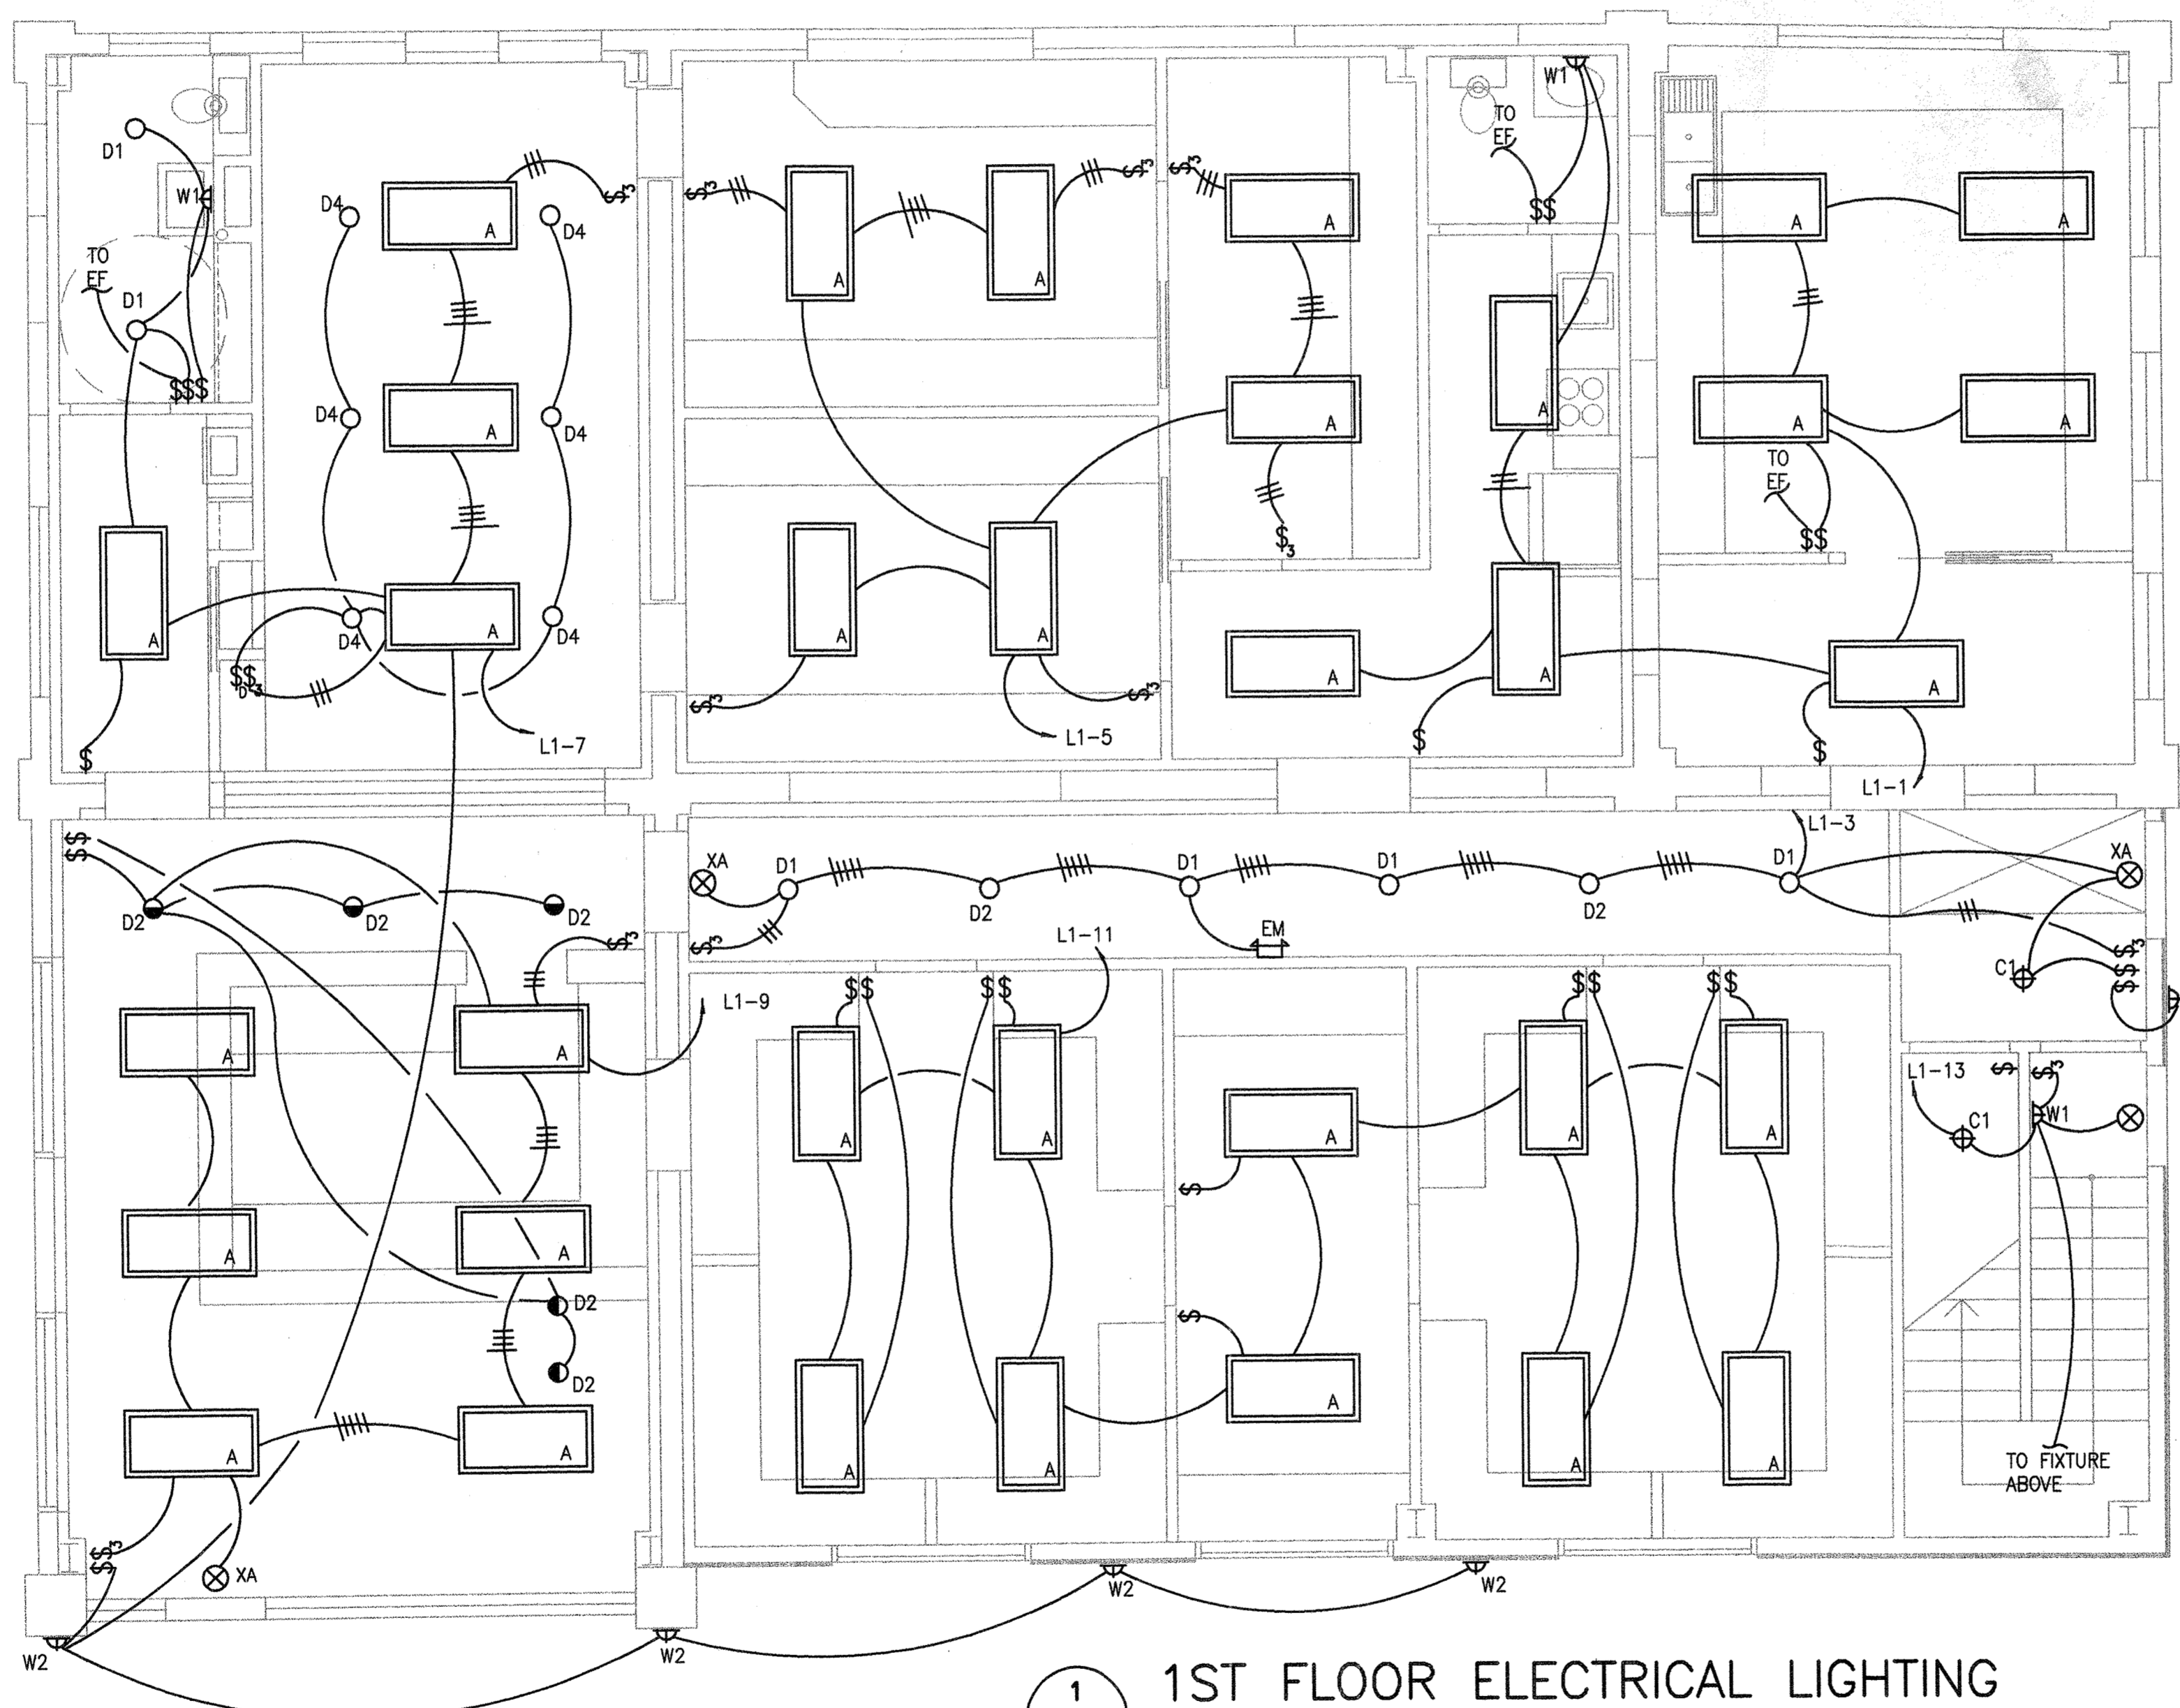 W1
TO
EF
D1
W1
TO
EF
D1
$$$
D4
A
$3
D4
D4
A
D4
D4
A
D4
A
$$
D 3
$
L1-7
$3
A
A
$3
$3
A
$$
A
A
A
A
$3
A
A
TO
EF
$$
A
A
A
A
$3
$3
L1-5
A
A
$
A
$
L1-1
L1-3
$
$
D2
D2
D2
$3
XA
D1
D2
D1
D1
D2
D1
XA
$3
EM
L1-11
L1-9
$3
$
$
C1
$$
$$
$$
$$
A
A
A
A
A
A
A
A
A
A
$
$
A
A
A
A
A
A
D2
D2
L1-13
$
$3
C1
W1
TO FIXTURE
ABOVE
$3
$
XA
W2
W2
W2
W2
1
1ST FLOOR ELECTRICAL LIGHTING